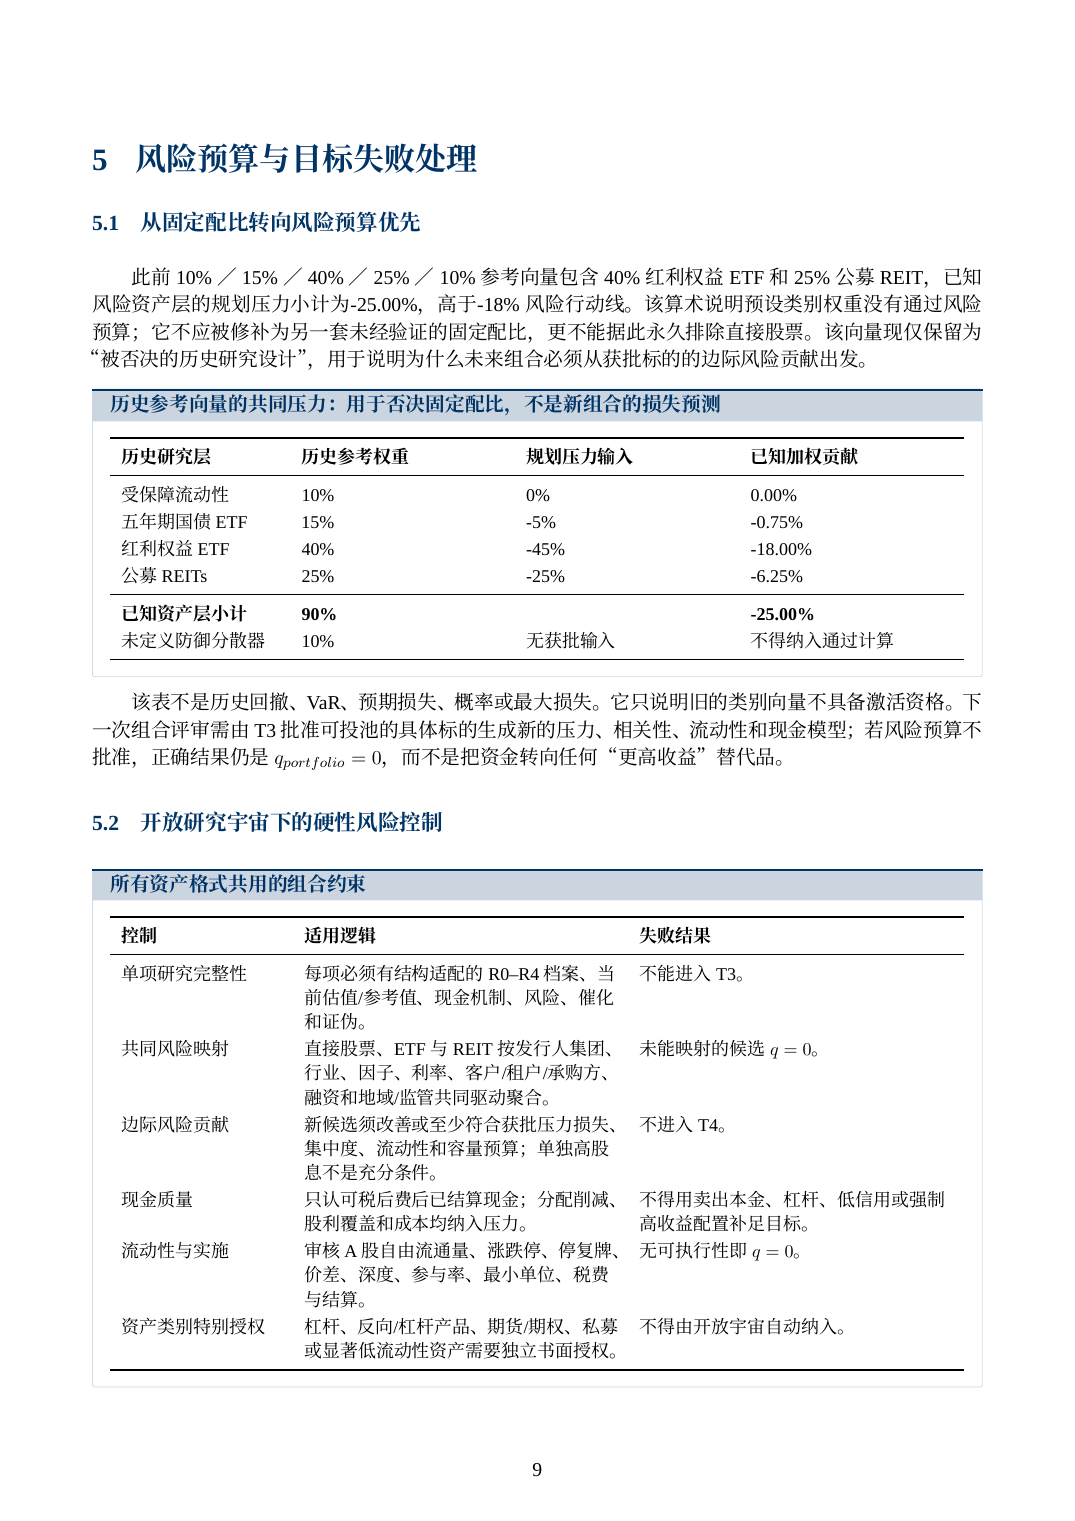 5 风险预算与目标失败处理
5.1 从固定配比转向风险预算优先
此前 10% ／ 15% ／ 40% ／ 25% ／ 10% 参考向量包含 40% 红利权益 ETF 和 25% 公募 REIT，已知
风险资产层的规划压力小计为-25.00%，高于-18% 风险行动线。该算术说明预设类别权重没有通过风险
预算；它不应被修补为另一套未经验证的固定配比，更不能据此永久排除直接股票。该向量现仅保留为
“被否决的历史研究设计”，用于说明为什么未来组合必须从获批标的的边际风险贡献出发。
历史参考向量的共同压力：用于否决固定配比，不是新组合的损失预测
历史研究层 历史参考权重 规划压力输入 已知加权贡献
受保障流动性 10% 0% 0.00%
五年期国债 ETF 15% -5% -0.75%
红利权益 ETF 40% -45% -18.00%
公募 REITs 25% -25% -6.25%
已知资产层小计 90% -25.00%
未定义防御分散器 10% 无获批输入 不得纳入通过计算
该表不是历史回撤、VaR、预期损失、概率或最大损失。它只说明旧的类别向量不具备激活资格。下
一次组合评审需由 T3 批准可投池的具体标的生成新的压力、相关性、流动性和现金模型；若风险预算不
批准，正确结果仍是 q_{portfolio} = 0，而不是把资金转向任何“更高收益”替代品。
5.2 开放研究宇宙下的硬性风险控制
所有资产格式共用的组合约束
控制 适用逻辑 失败结果
单项研究完整性 每项必须有结构适配的 R0–R4 档案、当 不能进入 T3。
前估值/参考值、现金机制、风险、催化
和证伪。
共同风险映射 直接股票、ETF 与 REIT 按发行人集团、 未能映射的候选 q = 0。
行业、因子、利率、客户/租户/承购方、
融资和地域/监管共同驱动聚合。
边际风险贡献 新候选须改善或至少符合获批压力损失、 不进入 T4。
集中度、流动性和容量预算；单独高股
息不是充分条件。
现金质量 只认可税后费后已结算现金；分配削减、 不得用卖出本金、杠杆、低信用或强制
股利覆盖和成本均纳入压力。 高收益配置补足目标。
流动性与实施 审核 A 股自由流通量、涨跌停、停复牌、 无可执行性即 q = 0。
价差、深度、参与率、最小单位、税费
与结算。
资产类别特别授权 杠杆、反向/杠杆产品、期货/期权、私募 不得由开放宇宙自动纳入。
或显著低流动性资产需要独立书面授权。
9